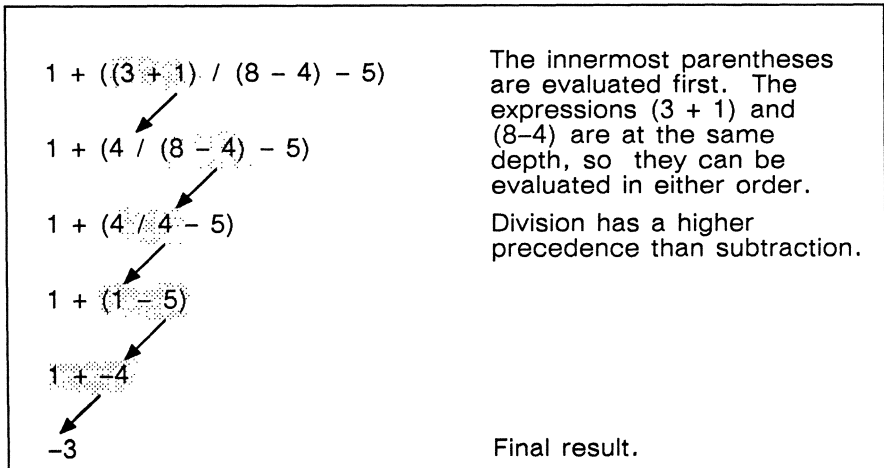 1 + ((3 + 1) / (8 – 4) – 5)
The innermost parentheses
are evaluated first. The
expressions (3 + 1) and
(8–4) are at the same
depth, so they can be
evaluated in either order.
1 + (4 / (8 – 4) – 5)
1 + (4 / 4 – 5)
Division has a higher
precedence than subtraction.
1 + (1 – 5)
1 + –4
–3
Final result.